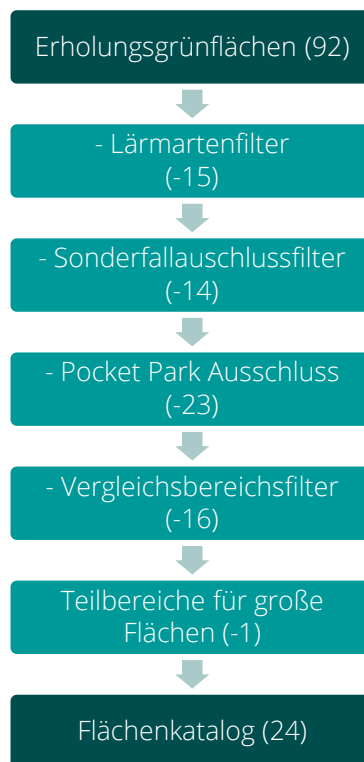 Erholungsgrünflächen (92)
- Lärmartenfilter
(-15)
- Sonderfallauschlussfilter
(-14)
- Pocket Park Ausschluss
(-23)
- Vergleichsbereichsfilter
(-16)
Teilbereiche für große
Flächen (-1)
Flächenkatalog (24)